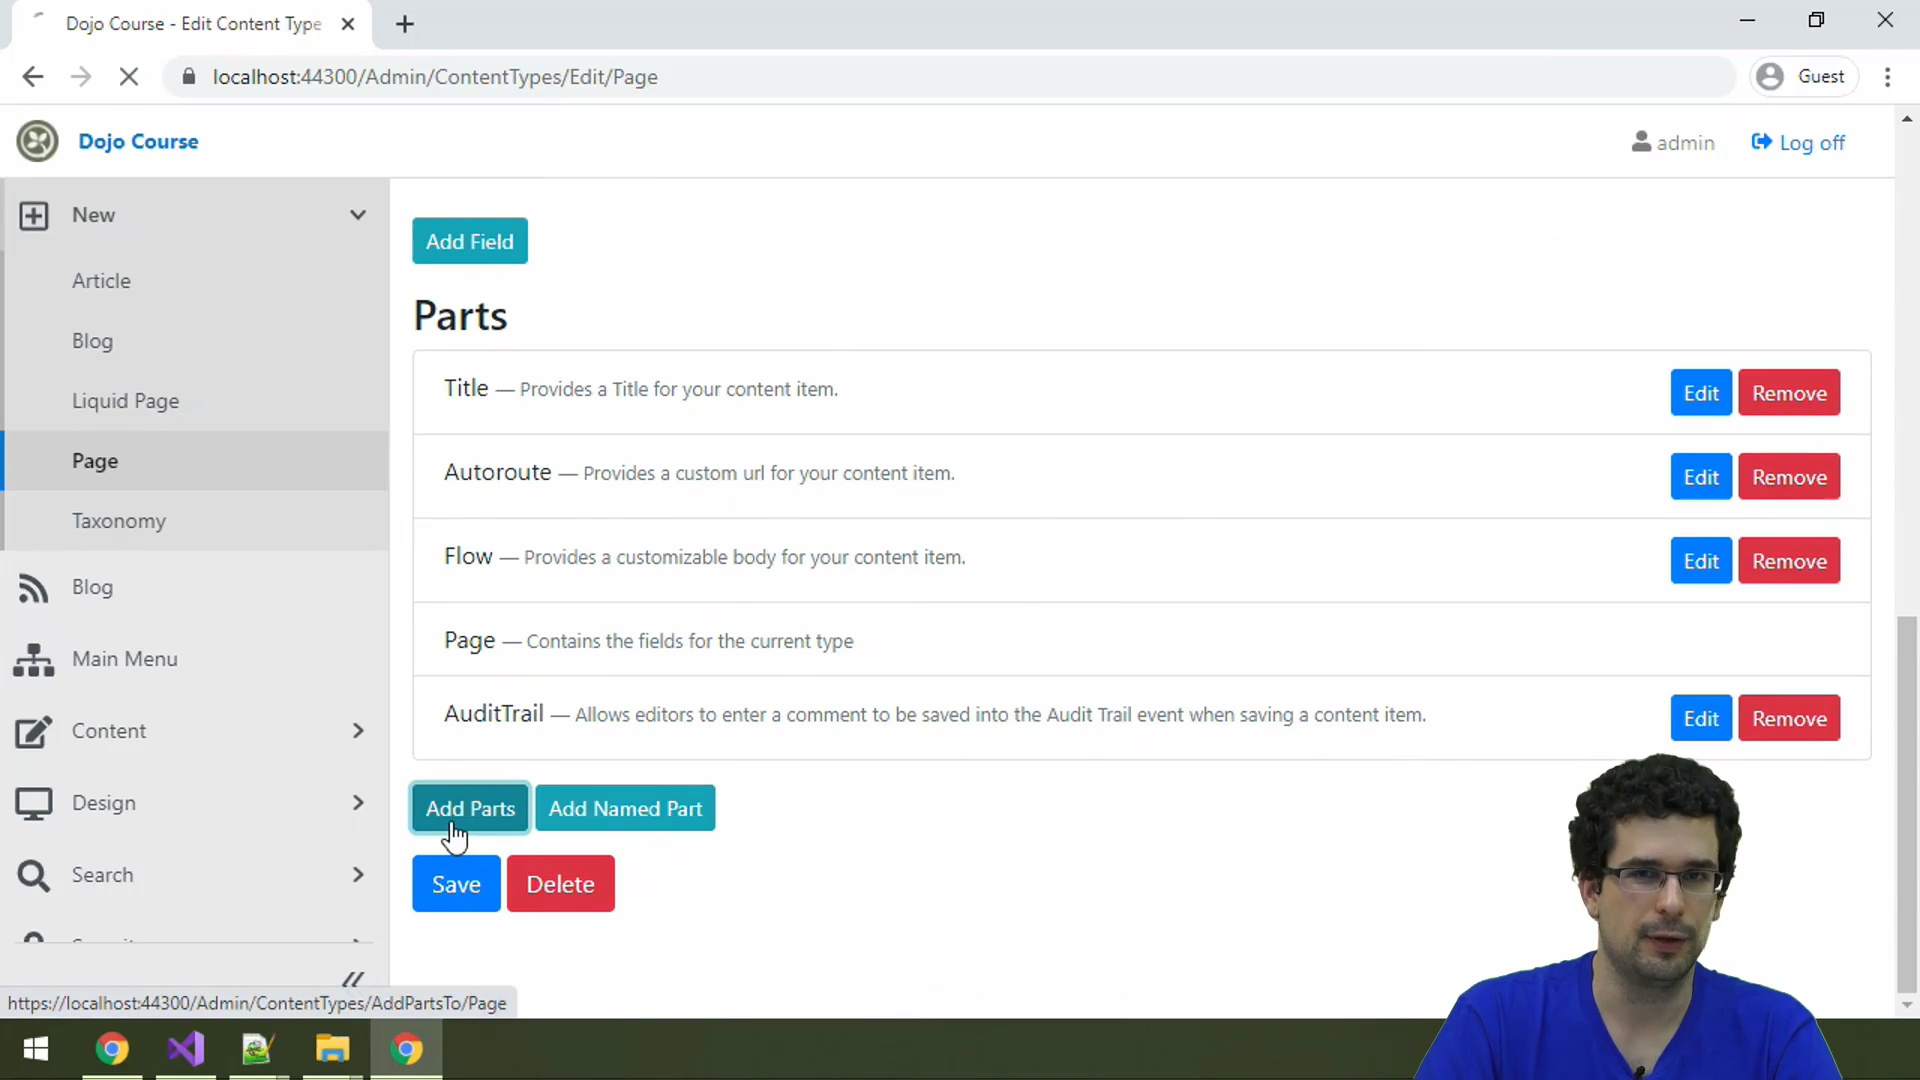 Dojo Course - Edit Content Type
localhost:44300/Admin/ContentTypes/Edit/Page
Guest
Dojo Course
admin
Log off
New
Article
Blog
Liquid Page
Page
Taxonomy
Blog
Main Menu
Content
Design
Search
Add Field
Parts
Title — Provides a Title for your content item.
Edit
Remove
Autoroute — Provides a custom url for your content item.
Edit
Remove
Flow — Provides a customizable body for your content item.
Edit
Remove
Page — Contains the fields for the current type
AuditTrail — Allows editors to enter a comment to be saved into the Audit Trail event when saving a content item.
Edit
Remove
Add Parts
Add Named Part
Save
Delete
https://localhost:44300/Admin/ContentTypes/AddPartsTo/Page